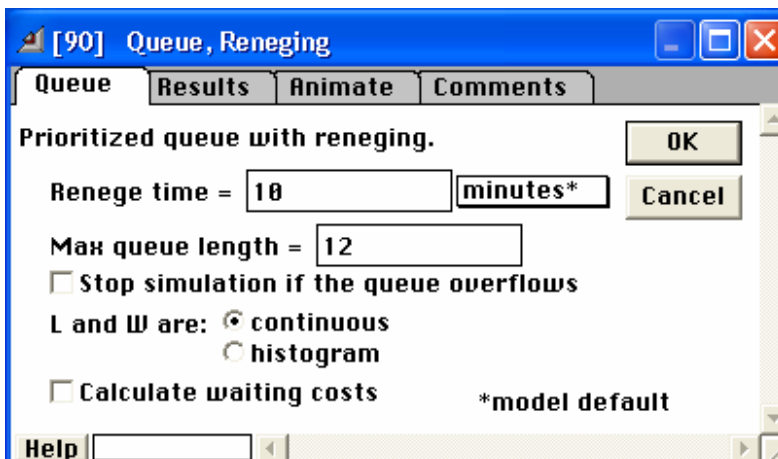 [90] Queue, Reneging
Queue Results Animate Comments
Prioritized queue with reneging.
OK
Renege time = 10 minutes*
Cancel
Max queue length = 12
Stop simulation if the queue overflows
L and W are: continuous
histogram
Calculate waiting costs
*model default
Help